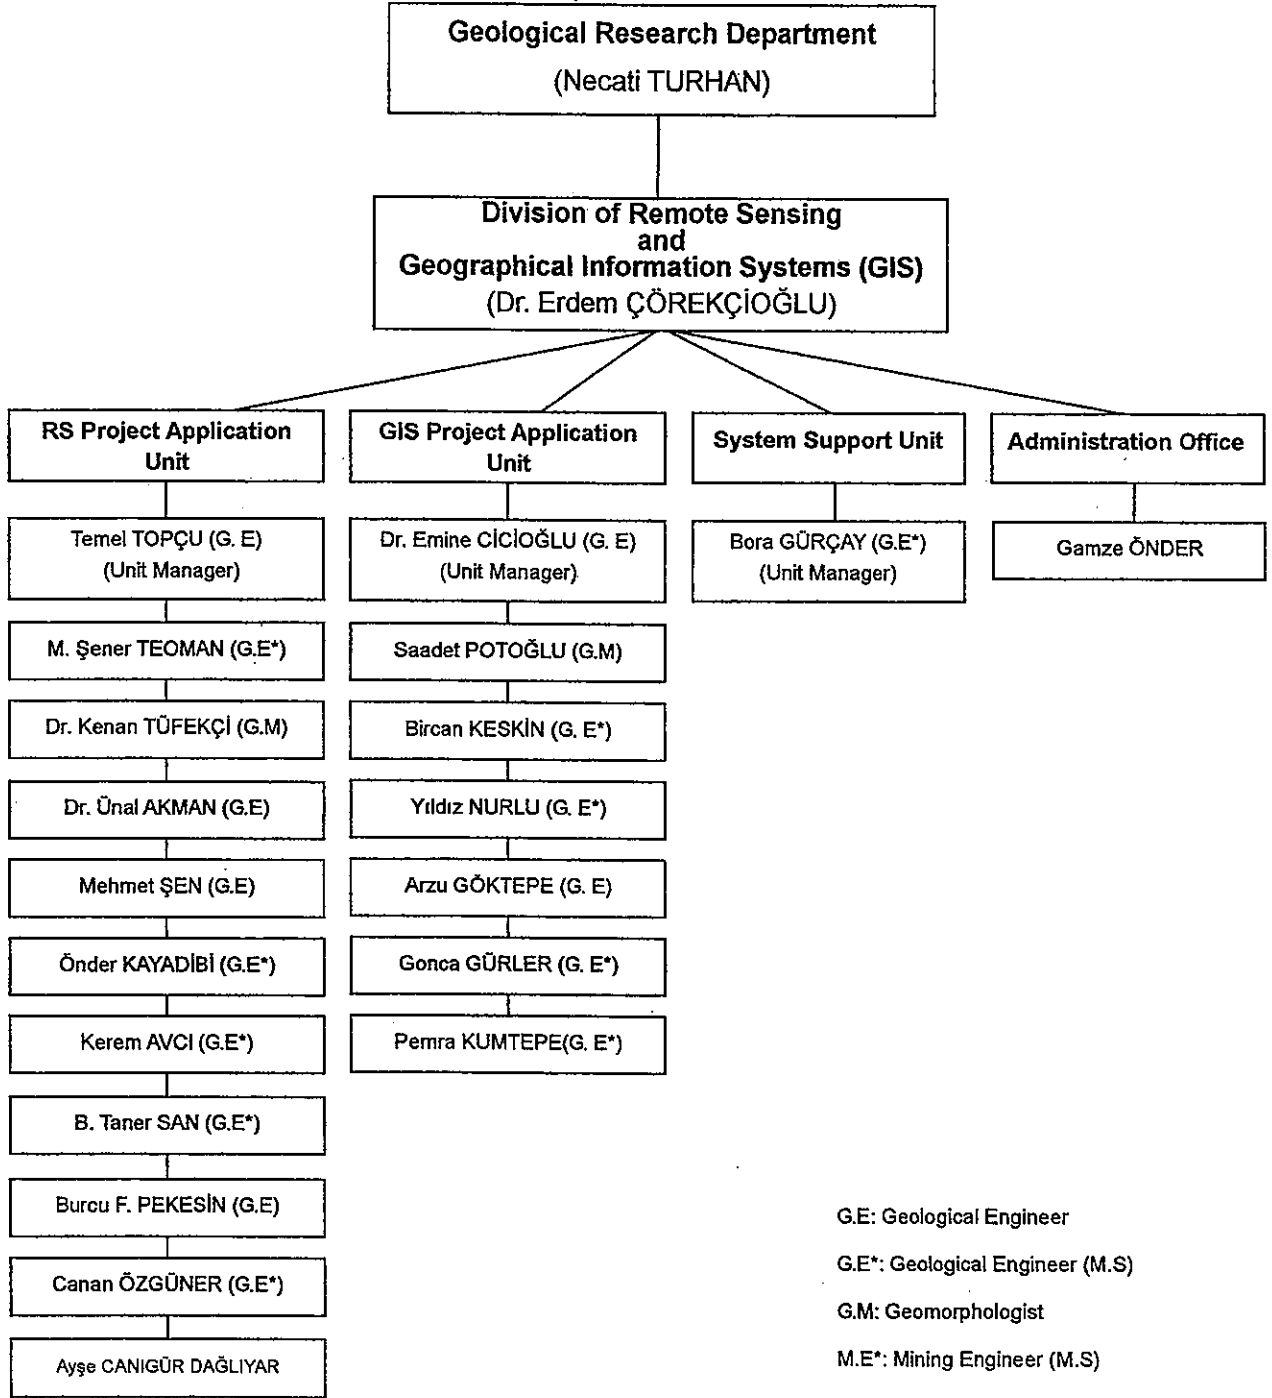 Geological Research Department
(Necati TURHAN)
Division of Remote Sensing
and
Geographical Information Systems (GIS)
(Dr. Erdem ÇÖREKÇİOĞLU)
RS Project Application
Unit
Temel TOPÇU (G. E)
(Unit Manager)
M. Şener TEOMAN (G.E*)
Dr. Kenan TÜFEKÇİ (G.M)
Dr. Ünal AKMAN (G.E)
Mehmet ŞEN (G.E)
Önder KAYADİBİ (G.E*)
Kerem AVCI (G.E*)
B. Taner SAN (G.E*)
Burcu F. PEKESİN (G.E)
Canan ÖZGÜNER (G.E*)
Ayşe CANIGÜR DAĞLIYAR
GIS Project Application
Unit
Dr. Emine CİCİOĞLU (G. E)
(Unit Manager)
Saadet POTOĞLU (G.M)
Bircan KESKİN (G. E*)
Yıldız NURLU (G. E*)
Arzu GÖKTEPE (G. E)
Gonca GÜRLER (G. E*)
Pemra KUMTEPE(G. E*)
System Support Unit
Bora GÜRÇAY (G.E*)
(Unit Manager)
Administration Office
Gamze ÖNDER
G.E: Geological Engineer
G.E*: Geological Engineer (M.S)
G.M: Geomorphologist
M.E*: Mining Engineer (M.S)